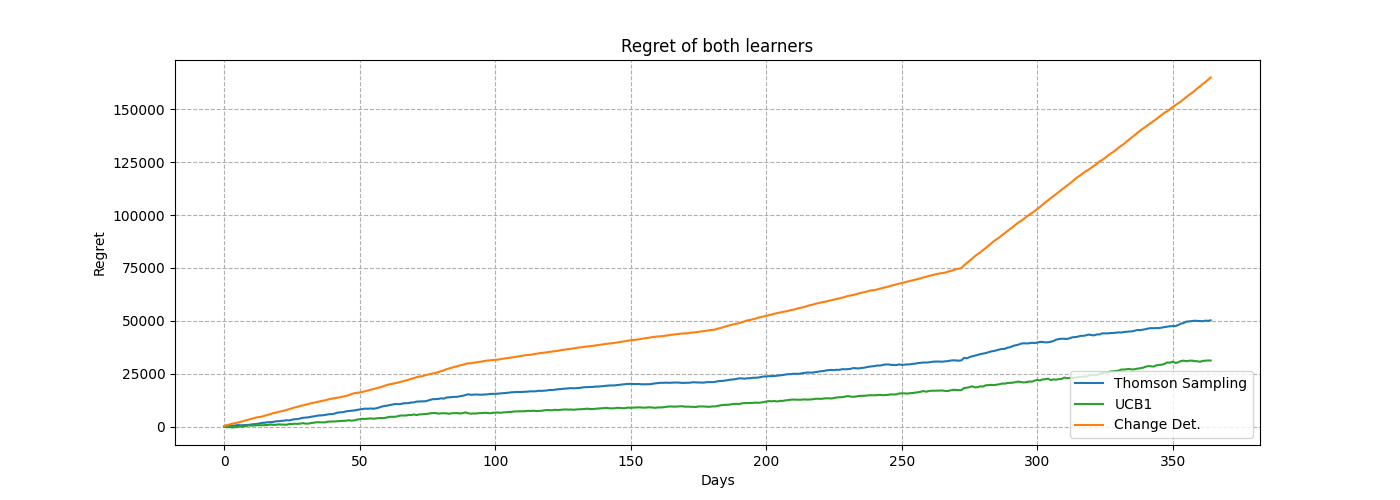 Regret of both learners
150000
125000
100000
75000
50000
25000
0
Regret
0 50 100 150 200 250 300 350
Days
Thomson Sampling
UCB1
Change Det.